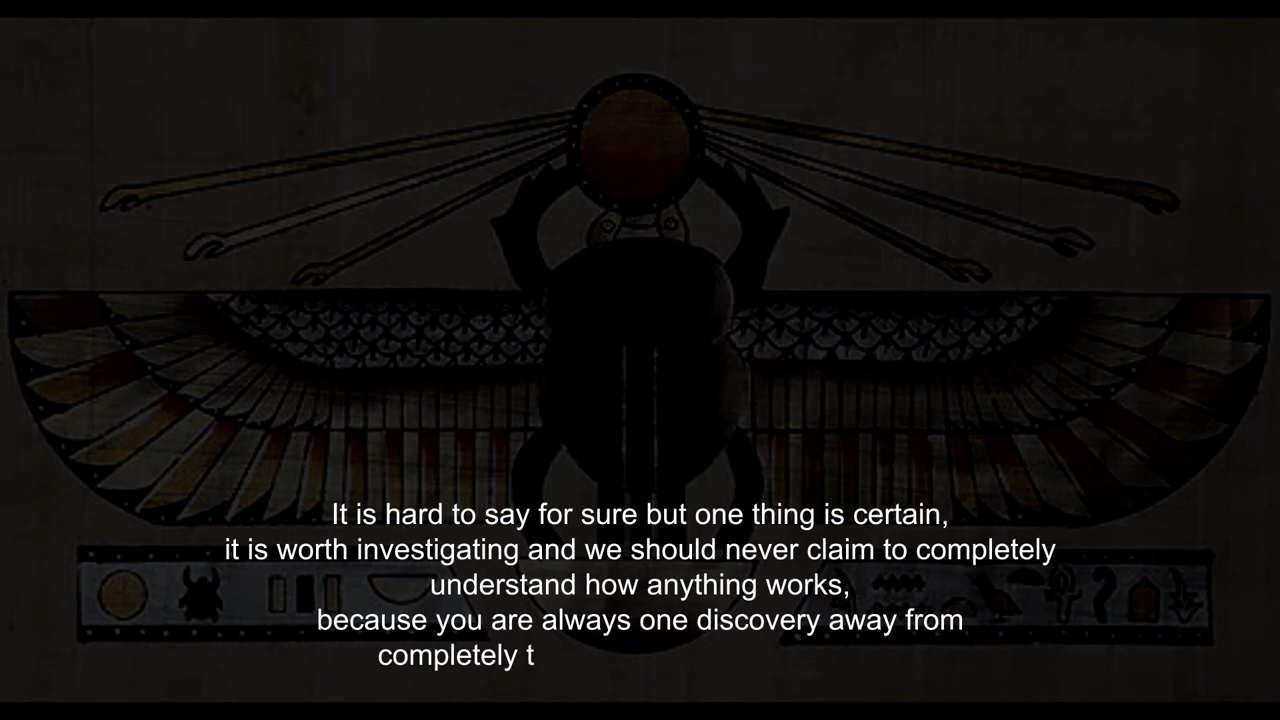 It is hard to say for sure but one thing is certain,
it is worth investigating and we should never claim to completely
understand how anything works,
because you are always one discovery away from
completely t